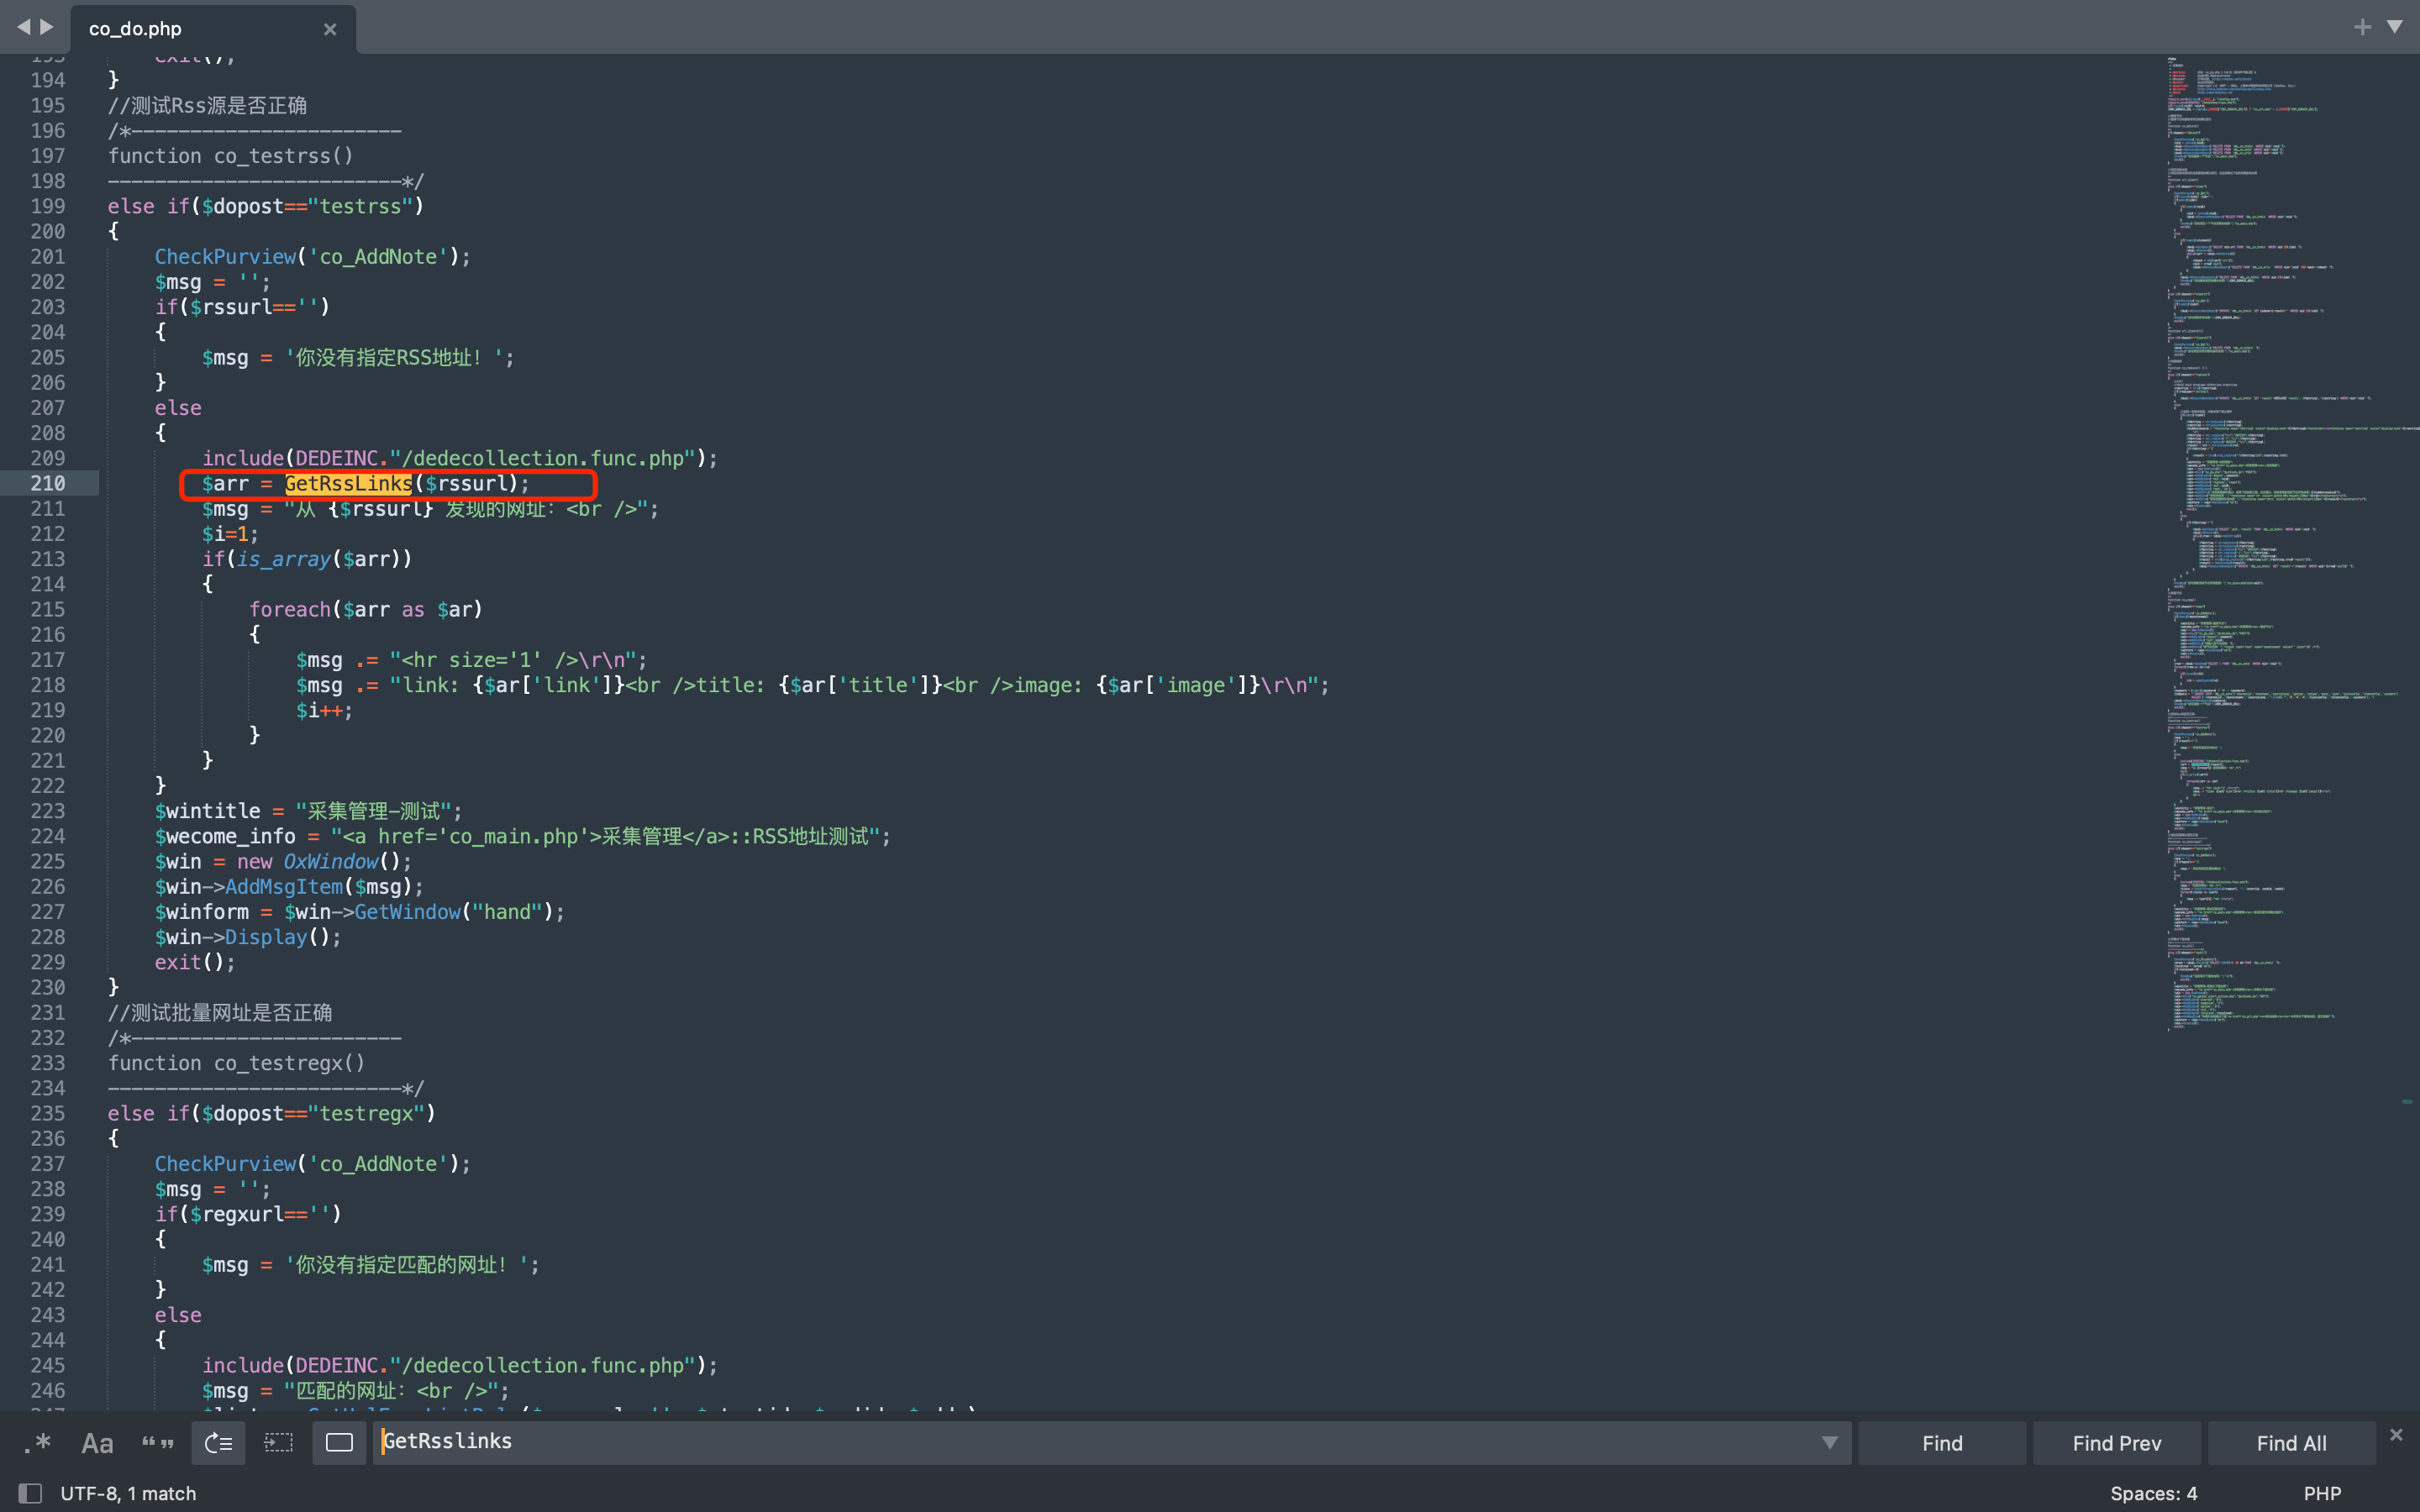 co_do.php
194 }
195 //测试Rss源是否正确
196 /*-----------------------
197 function co_testrss()
198 -------------------------*/
199 else if($dopost=="testrss")
200 {
201 CheckPurview('co_AddNote');
202 $msg = '';
203 if($rssurl=='')
204 {
205 $msg = '你没有指定RSS地址！';
206 }
207 else
208 {
209 include(DEDEINC."/dedecollection.func.php");
210 $arr = GetRssLinks($rssurl);
211 $msg = "从 {$rssurl} 发现的网址：<br />";
212 $i=1;
213 if(is_array($arr))
214 {
215 foreach($arr as $ar)
216 {
217 $msg .= "<hr size='1' />\r\n";
218 $msg .= "link: {$ar['link']}<br />title: {$ar['title']}<br />image: {$ar['image']}\r\n";
219 $i++;
220 }
221 }
222 }
223 $wintitle = "采集管理-测试";
224 $wecome_info = "<a href='co_main.php'>采集管理</a>::RSS地址测试";
225 $win = new OxWindow();
226 $win->AddMsgItem($msg);
227 $winform = $win->GetWindow("hand");
228 $win->Display();
229 exit();
230 }
231 //测试批量网址是否正确
232 /*-----------------------
233 function co_testregx()
234 -------------------------*/
235 else if($dopost=="testregx")
236 {
237 CheckPurview('co_AddNote');
238 $msg = '';
239 if($regxurl=='')
240 {
241 $msg = '你没有指定匹配的网址！';
242 }
243 else
244 {
245 include(DEDEINC."/dedecollection.func.php");
246 $msg = "匹配的网址：<br />";
.* Aa “” GetRsslinks Find Find Prev Find All
UTF-8, 1 match Spaces: 4 PHP